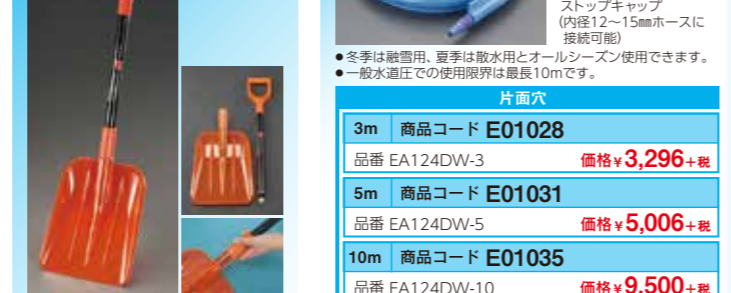 ストップキャップ
(内径12～15㎜ホースに
接続可能)
●冬季は融雪用、夏季は散水用とオールシーズン使用できます。
●一般水道圧での使用限界は最長10mです。
片面穴
3m 商品コード E01028
品番 EA124DW-3 価格¥3,296+税
5m 商品コード E01031
品番 EA124DW-5 価格¥5,006+税
10m 商品コード E01035
品番 EA124DW-10 価格¥9,500+税